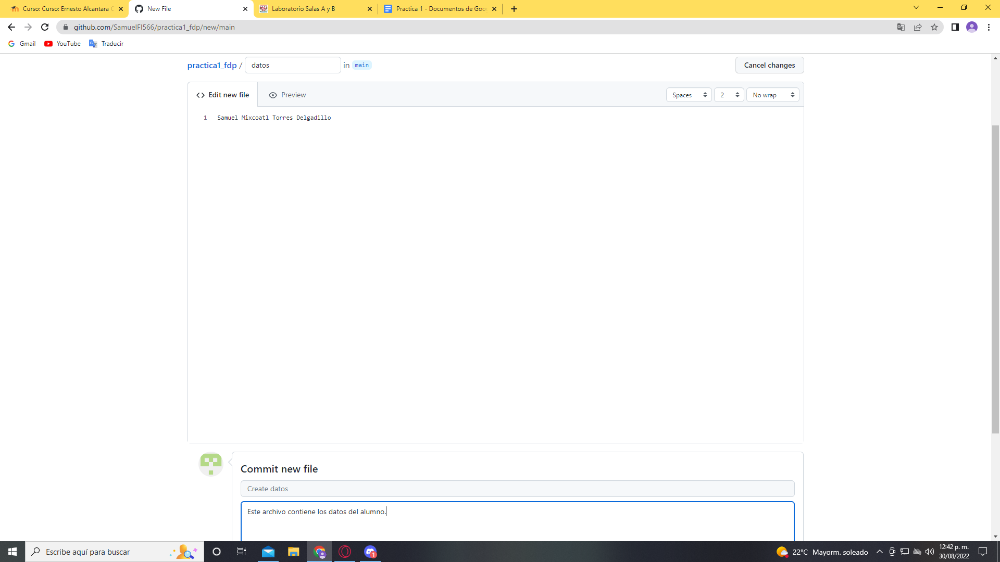 Curso: Curso: Ernesto Alcantara C
New File
Laboratorio Salas A y B
Practica 1 - Documentos de Goo
github.com/SamuelFI566/practica1_fdp/new/main
Gmail
YouTube
Traducir
practica1_fdp / datos in main
Cancel changes
Edit new file
Preview
Spaces
2
No wrap
1 Samuel Mixcoatl Torres Delgadillo
Commit new file
Create datos
Este archivo contiene los datos del alumno.
Escribe aquí para buscar
1
22°C Mayorm. soleado
12:42 p. m.
30/08/2022